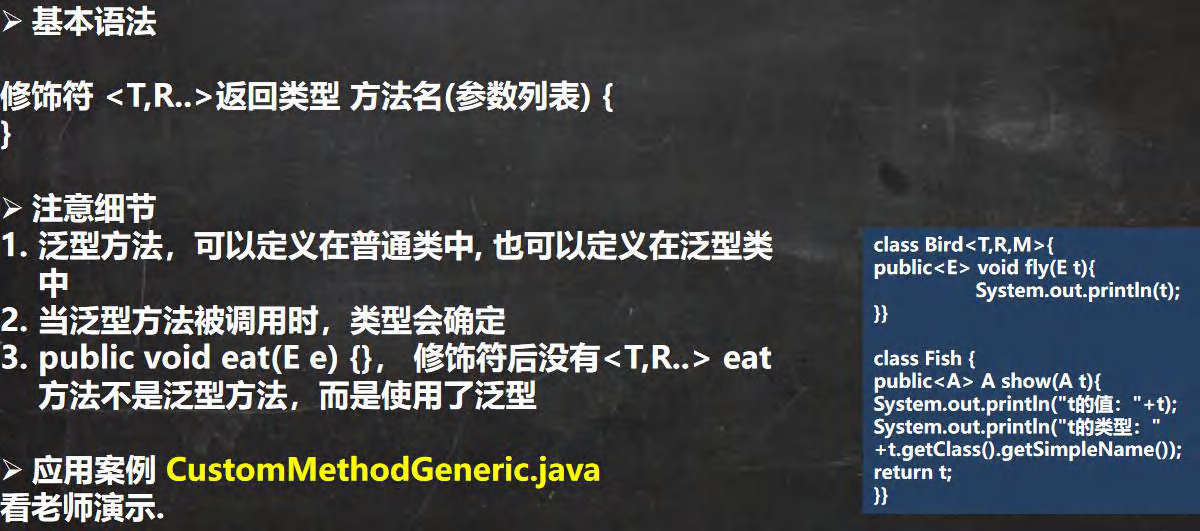 ➢ 基本语法
修饰符 <T,R..>返回类型 方法名(参数列表) {
}
➢ 注意细节
1. 泛型方法，可以定义在普通类中, 也可以定义在泛型类
中
2. 当泛型方法被调用时，类型会确定
3. public void eat(E e) {}， 修饰符后没有<T,R..> eat
方法不是泛型方法，而是使用了泛型
➢ 应用案例 CustomMethodGeneric.java
看老师演示.
class Bird<T,R,M>{
public<E> void fly(E t){
System.out.println(t);
}}
class Fish {
public<A> A show(A t){
System.out.println("t的值："+t);
System.out.println("t的类型："
+t.getClass().getSimpleName());
return t;
}}